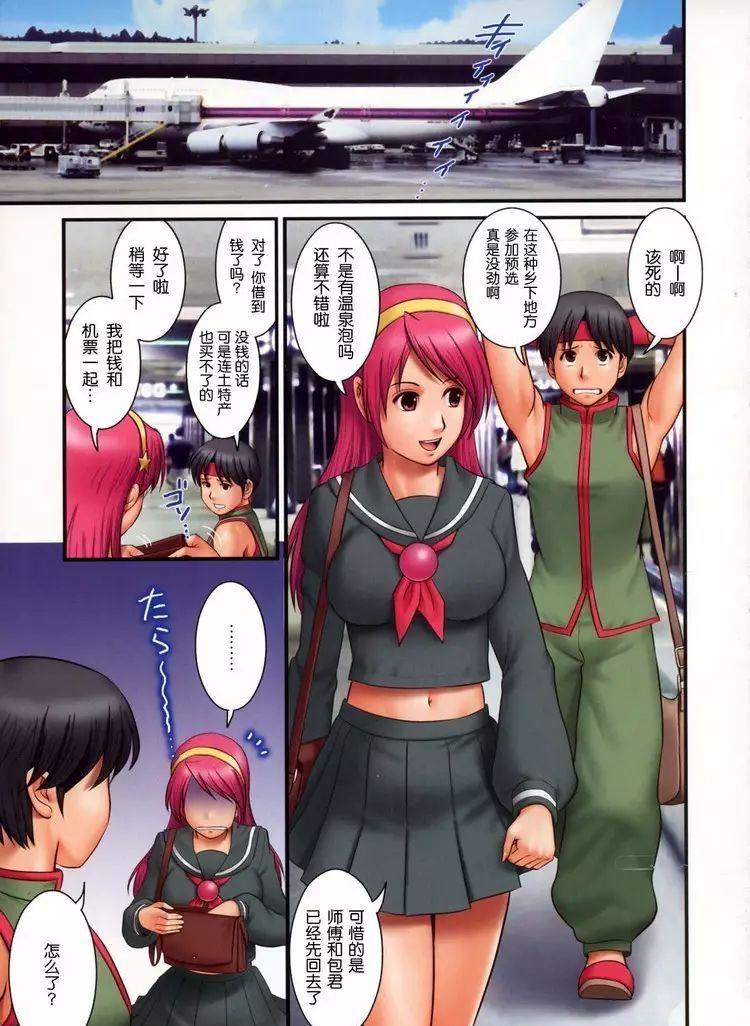 キィイイイイ…
啊—啊
该死的
在这种乡下地方
参加预选
真是没劲啊
不是有温泉泡吗
还算不错啦
可惜的是
师傅和包君
已经先回去了
对了 你借到
钱了吗?
没钱的话
可是连土特产
也买不了的
好了啦
稍等一下
我把钱和
机票一起…
ゴソ…
………
たら〜〜
怎么了?